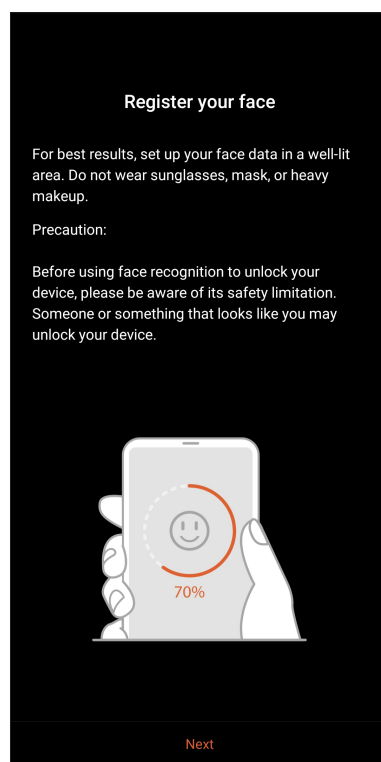 Register your face
For best results, set up your face data in a well-lit
area. Do not wear sunglasses, mask, or heavy
makeup.
Precaution:
Before using face recognition to unlock your
device, please be aware of its safety limitation.
Someone or something that looks like you may
unlock your device.
70%
Next